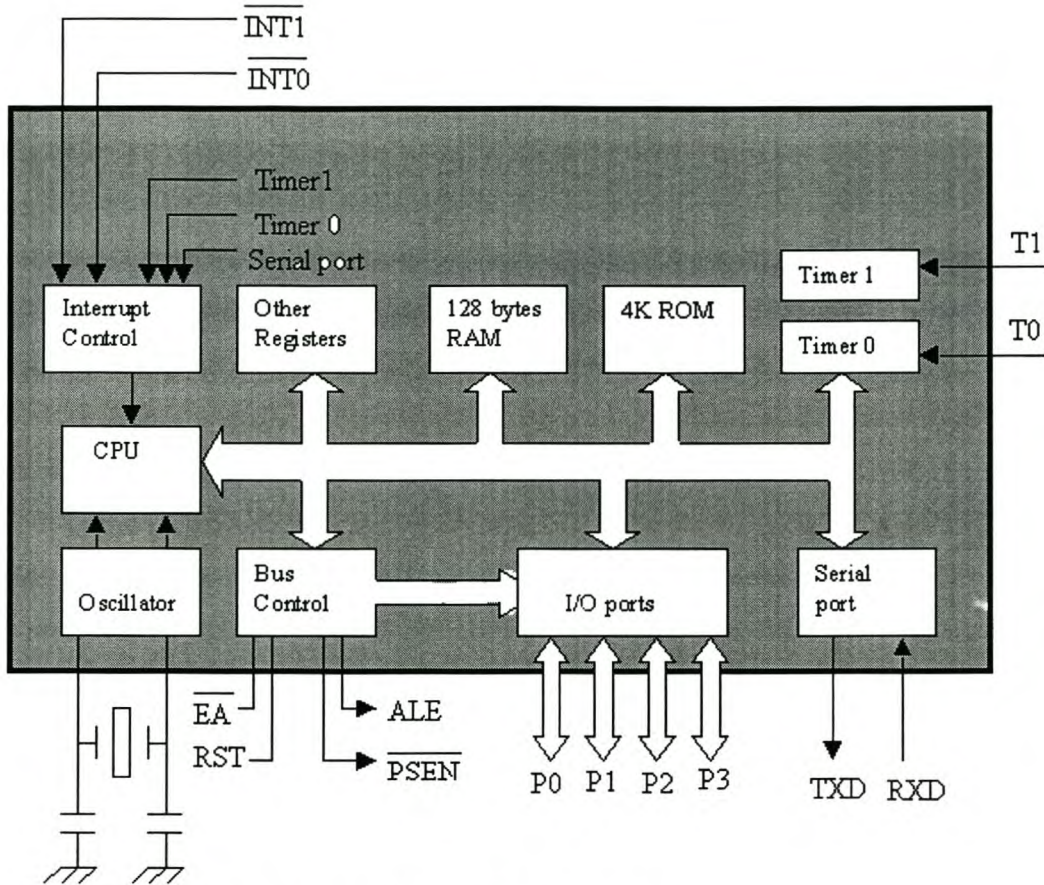 INT1
INT0
Timer1
Timer 0
Serial port
T1
T0
Interrupt
Control
Other
Registers
128 bytes
RAM
4K ROM
Timer 1
Timer 0
CPU
Oscillator
Bus
Control
I/O ports
Serial
port
EA
RST
ALE
PSEN
P0
P1
P2
P3
TXD
RXD